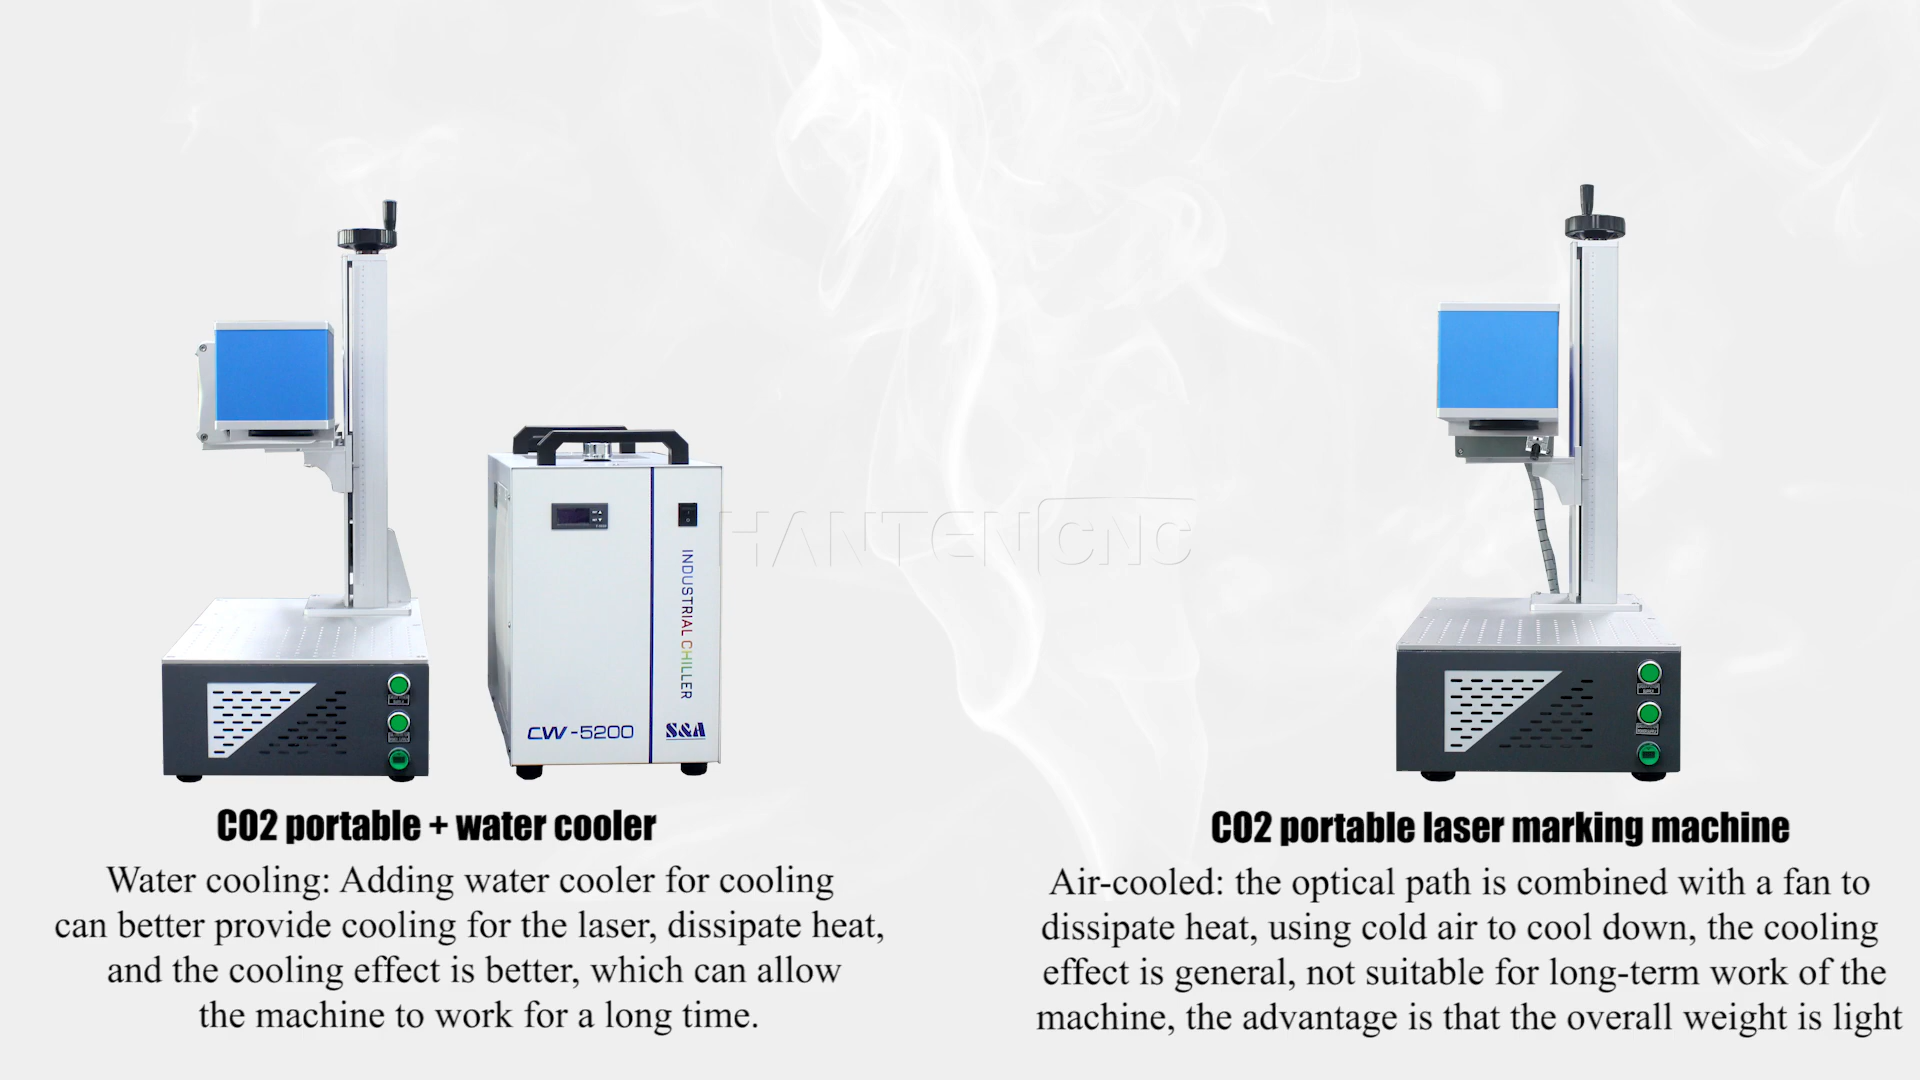 HANTENCNC
INDUSTRIAL CHILLER
CW-5200
S&A
CO2 portable + water cooler
Water cooling: Adding water cooler for cooling
can better provide cooling for the laser, dissipate heat,
and the cooling effect is better, which can allow
the machine to work for a long time.
CO2 portable laser marking machine
Air-cooled: the optical path is combined with a fan to
dissipate heat, using cold air to cool down, the cooling
effect is general, not suitable for long-term work of the
machine, the advantage is that the overall weight is light